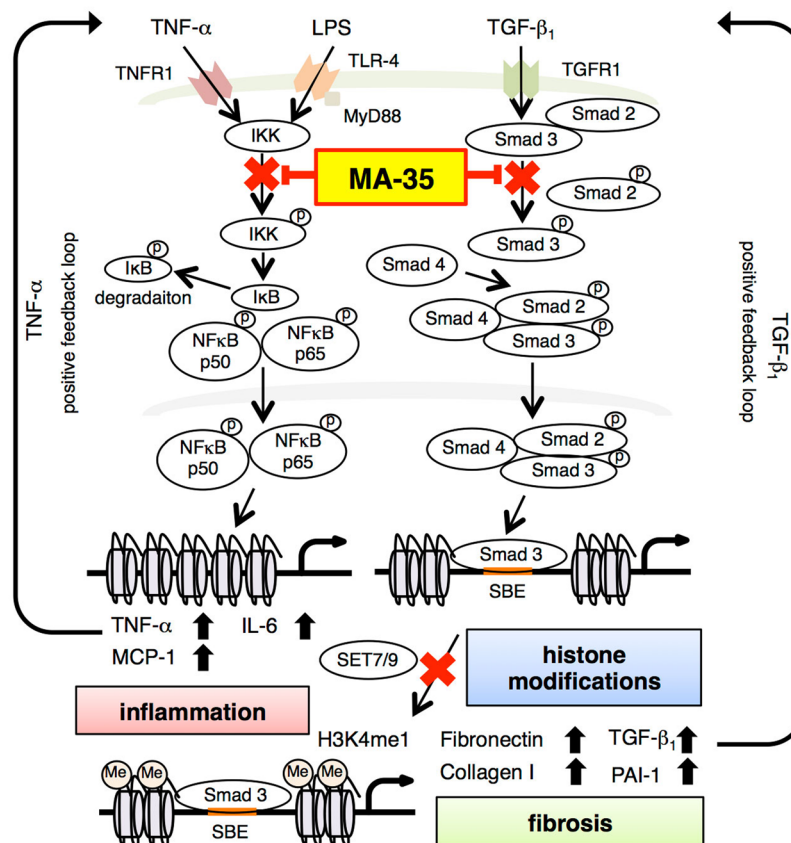 TNF-α
LPS
TGF-β1
TNFR1
TLR-4
TGFR1
MyD88
IKK
Smad 2
Smad 3
MA-35
p
Smad 2
p
IKK
p
Smad 3
p
IκB
degradaiton
IκB
Smad 4
p
NFκB
p50
p
NFκB
p65
Smad 4
p
Smad 2
p
Smad 3
TNF-α
positive feedback loop
positive feedback loop
TGF-β1
p
NFκB
p50
p
NFκB
p65
Smad 4
p
Smad 2
p
Smad 3
Smad 3
SBE
TNF-α
IL-6
MCP-1
SET7/9
histone
modifications
inflammation
H3K4me1
Fibronectin
TGF-β1
Collagen I
PAI-1
Me
Me
Me
Me
Smad 3
SBE
fibrosis